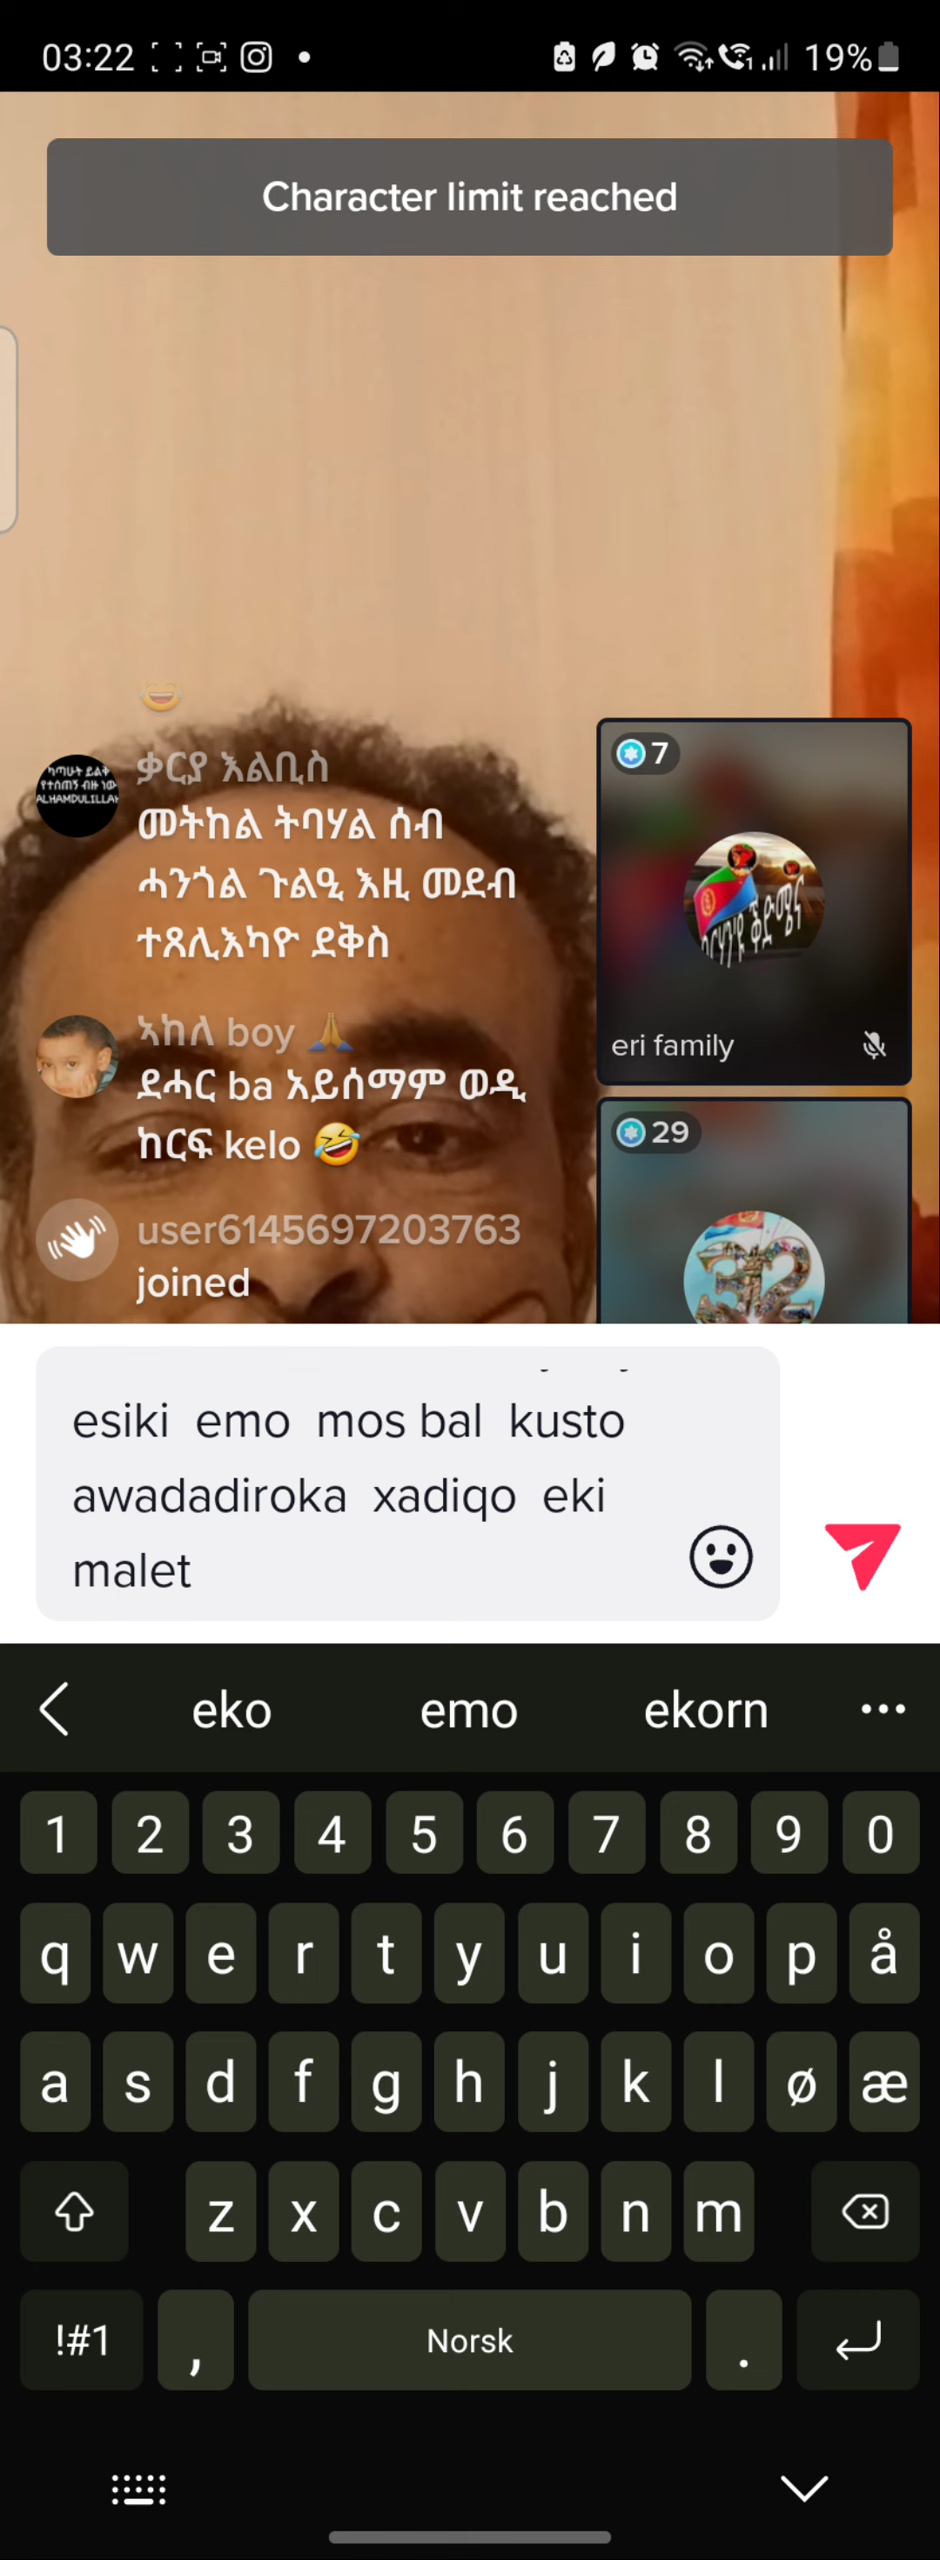 03:22
19%
Character limit reached
ቃርያ እልቢስ
መትከል ትባሃል ሰብ
ሓንጎል ጉልዒ እዚ መደብ
ተጸሊእካዮ ደቅስ
ኣከለ boy 🙏
ደሓር ba አይሰማም ወዲ
ከርፍ kelo 🤣
user6145697203763
joined
7
eri family
29
32
esiki emo mos bal kusto
awadadiroka xadiqo eki
malet
eko emo ekorn
1 2 3 4 5 6 7 8 9 0
q w e r t y u i o p å
a s d f g h j k l ø æ
z x c v b n m
!#1 , Norsk .